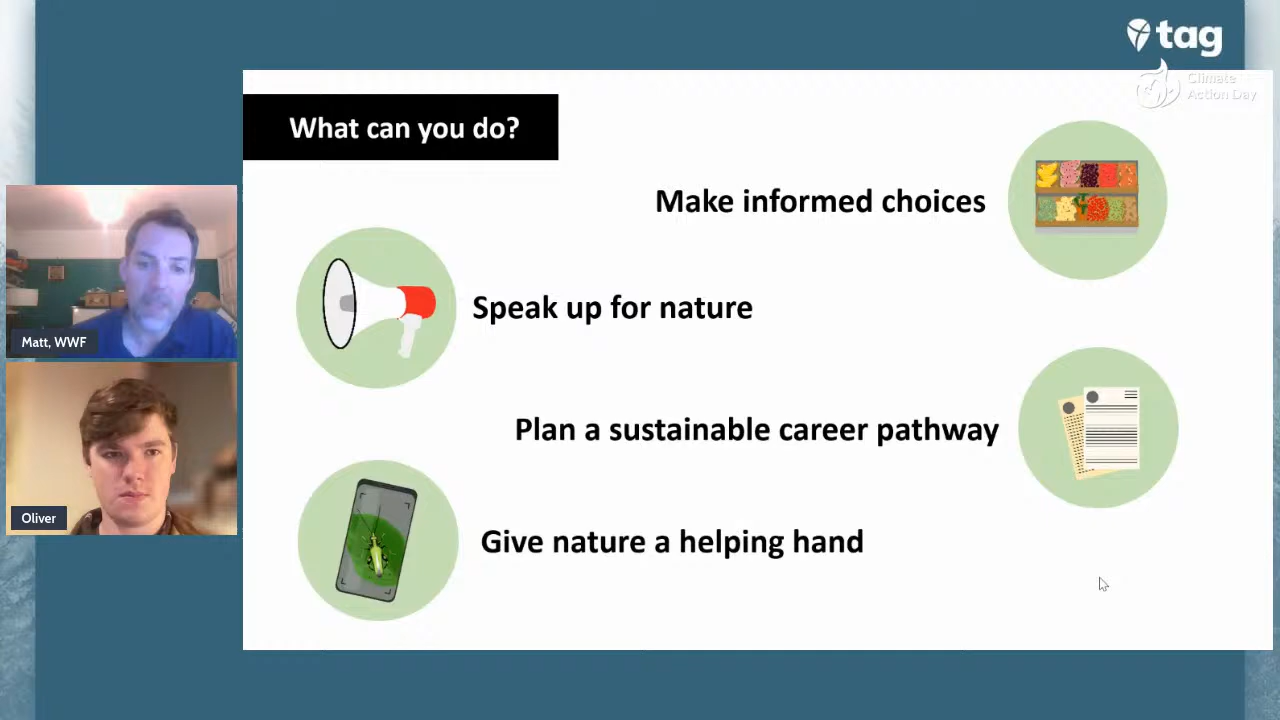 tag
Climate
Action Day
What can you do?
Make informed choices
Speak up for nature
Matt, WWF
Plan a sustainable career pathway
Oliver
Give nature a helping hand